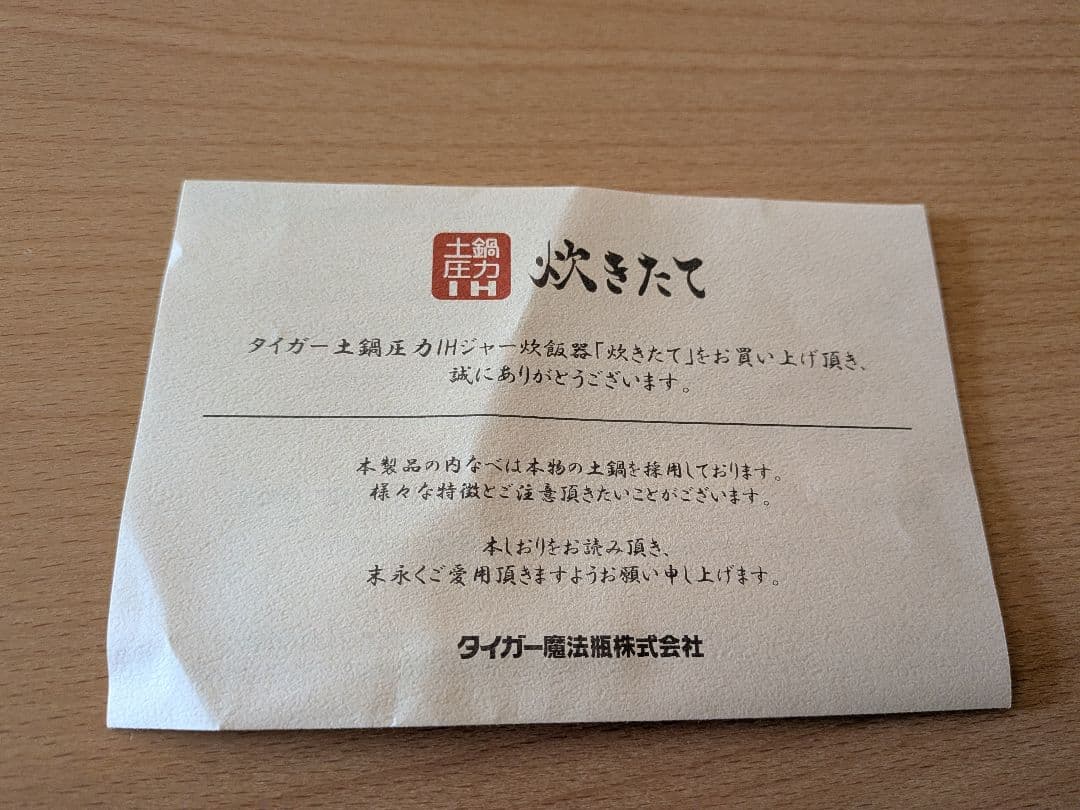 土鍋
圧力
IH
炊きたて
タイガー土鍋圧力IHジャー炊飯器「炊きたて」をお買い上げ頂き、
誠にありがとうございます。
本製品の内なべは本物の土鍋を採用しております。
様々な特徴とご注意頂きたいことがございます。
本しおりをお読み頂き、
末永くご愛用頂きますようお願い申し上げます。
タイガー魔法瓶株式会社